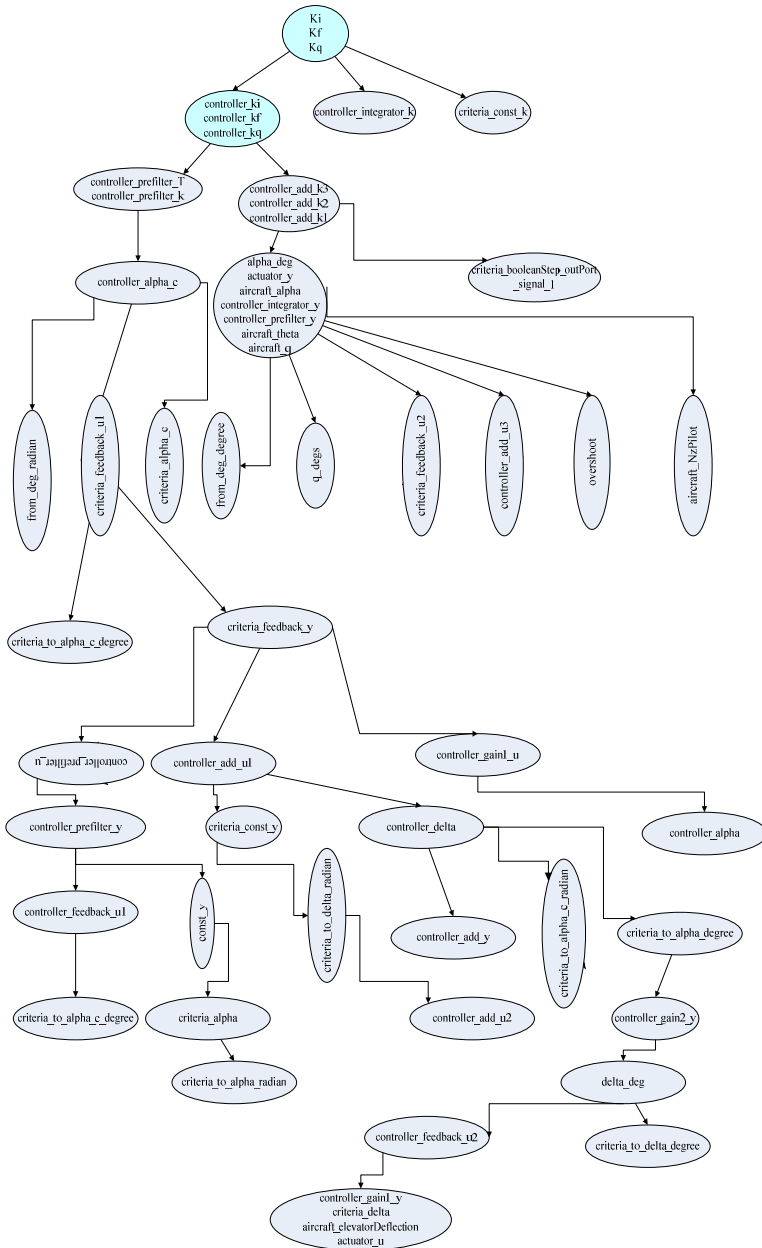 Ki
Kf
Kq
controller_ki
controller_kf
controller_kq
controller_integrator_k
criteria_const_k
controller_prefilter_T
controller_prefilter_k
controller_add_k3
controller_add_k2
controller_add_k1
controller_alpha_c
alpha_deg
actuator_y
aircraft_alpha
controller_integrator_y
controller_prefilter_y
aircraft_theta
aircraft_q
criteria_booleanStep_outPort
_signal_1
from_deg_radian
criteria_feedback_u1
criteria_alpha_c
from_deg_degree
q_degs
criteria_feedback_u2
controller_add_u3
overshoot
aircraft_NzPilot
criteria_to_alpha_c_degree
criteria_feedback_y
controller_prefilter_u
controller_add_u1
controller_gain1_u
controller_prefilter_y
criteria_const_y
controller_delta
controller_alpha
controller_feedback_u1
const_y
criteria_to_delta_radian
controller_add_y
criteria_to_alpha_c_radian
criteria_to_alpha_degree
criteria_to_alpha_c_degree
criteria_alpha
controller_add_u2
controller_gain2_y
criteria_to_alpha_radian
delta_deg
controller_feedback_u2
criteria_to_delta_degree
controller_gain1_y
criteria_delta
aircraft_elevatorDeflection
actuator_u